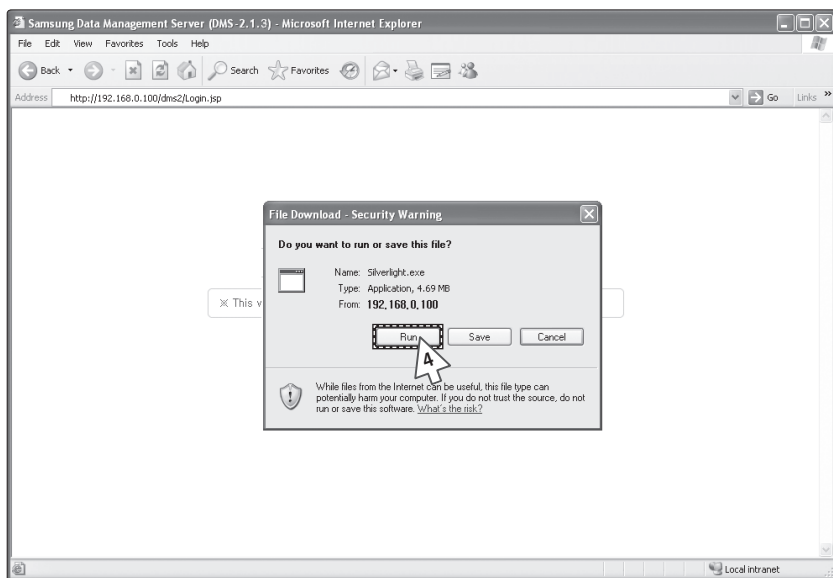 Samsung Data Management Server (DMS-2.1.3) - Microsoft Internet Explorer
File Edit View Favorites Tools Help
Back Search Favorites
Address http://192.168.0.100/dms2/Login.jsp Go Links »
File Download - Security Warning
Do you want to run or save this file?
Name: Silverlight.exe
Type: Application, 4.69 MB
From: 192.168.0.100
※ This v
Run Save Cancel
4
While files from the Internet can be useful, this file type can
potentially harm your computer. If you do not trust the source, do not
run or save this software. What's the risk?
Local intranet